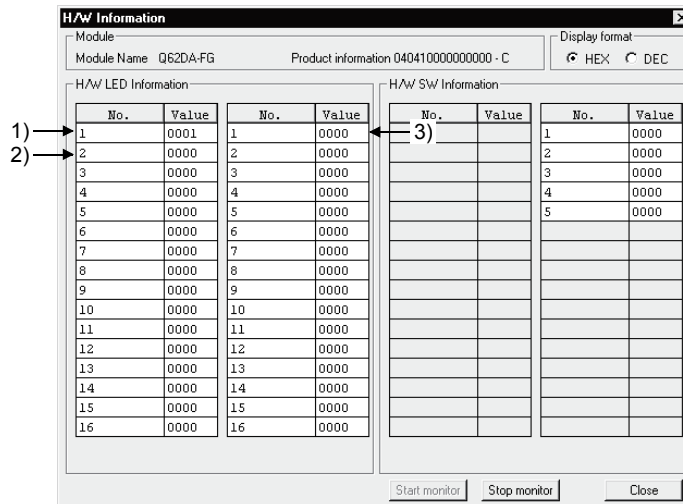 H/W Information
Module
Module Name Q62DA-FG Product information 040410000000000 - C
Display format
HEX DEC
H/W LED Information
H/W SW Information
No. Value No. Value No. Value No. Value
1) 1 0001 1 0000 3) 1 0000
2) 2 0000 2 0000 2 0000
3 0000 3 0000 3 0000
4 0000 4 0000 4 0000
5 0000 5 0000 5 0000
6 0000 6 0000
7 0000 7 0000
8 0000 8 0000
9 0000 9 0000
10 0000 10 0000
11 0000 11 0000
12 0000 12 0000
13 0000 13 0000
14 0000 14 0000
15 0000 15 0000
16 0000 16 0000
Start monitor Stop monitor Close